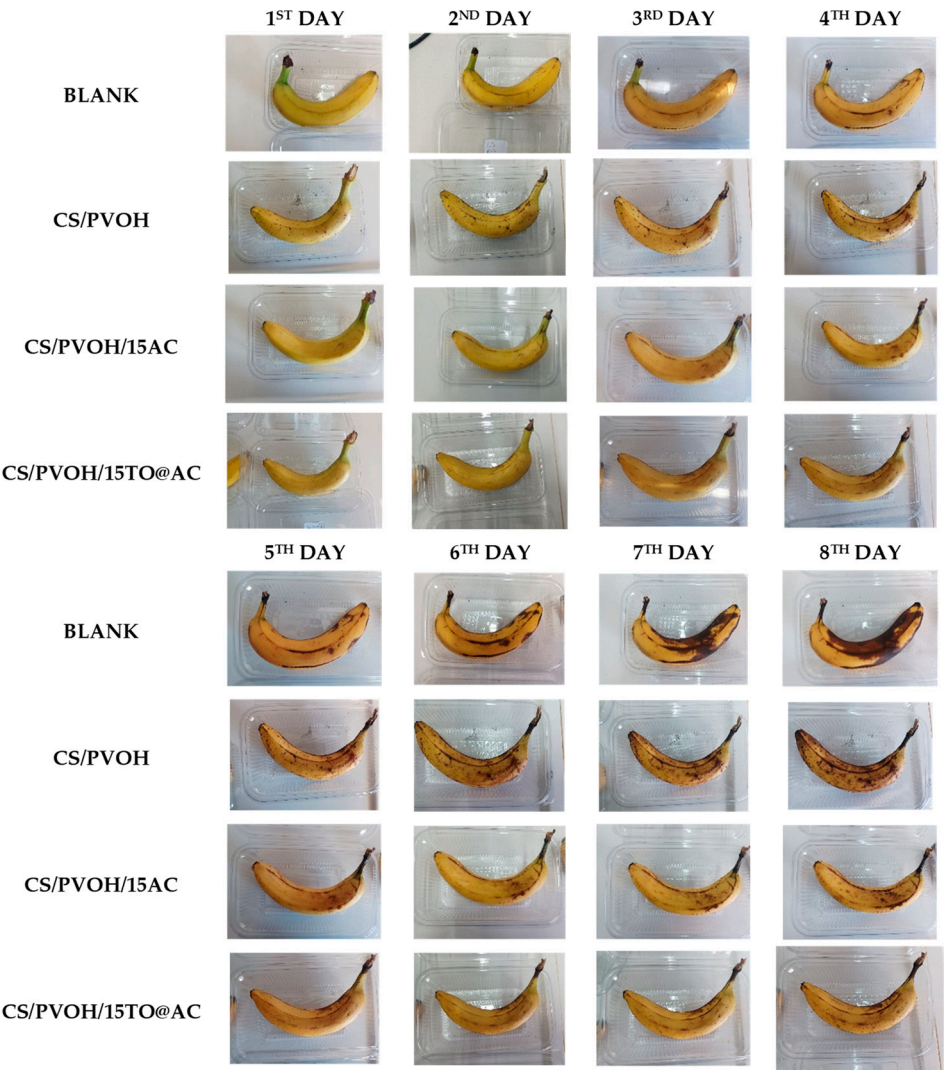 1ST DAY 2ND DAY 3RD DAY 4TH DAY
BLANK
CS/PVOH
CS/PVOH/15AC
CS/PVOH/15TO@AC
5TH DAY 6TH DAY 7TH DAY 8TH DAY
BLANK
CS/PVOH
CS/PVOH/15AC
CS/PVOH/15TO@AC